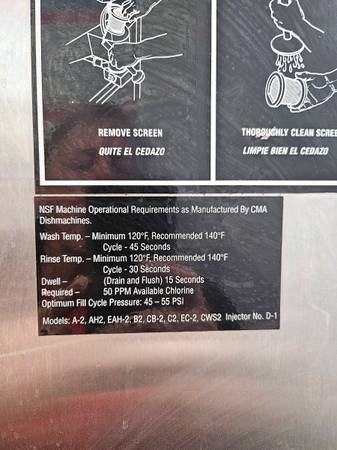 REMOVE SCREEN
QUITE EL CEDAZO
THOROUGHLY CLEAN SCREE
LIMPIE BIEN EL CEDAZO
NSF Machine Operational Requirements as Manufactured By CMA
Dishmachines.
Wash Temp. – Minimum 120°F, Recommended 140°F
Cycle - 45 Seconds
Rinse Temp. – Minimum 120°F, Recommended 140°F
Cycle - 30 Seconds
Dwell – (Drain and Flush) 15 Seconds
Required – 50 PPM Available Chlorine
Optimum Fill Cycle Pressure: 45 – 55 PSI
Models: A-2, AH2, EAH-2, B2, CB-2, C2, EC-2, CWS2 Injector No. D-1